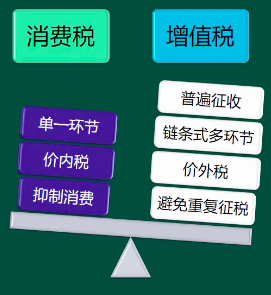 消费税
增值税
单一环节
价内税
抑制消费
普遍征收
链条式多环节
价外税
避免重复征税